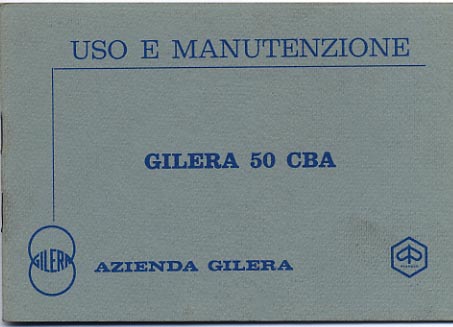 USO E MANUTENZIONE
GILERA 50 CBA
GILERA
AZIENDA GILERA